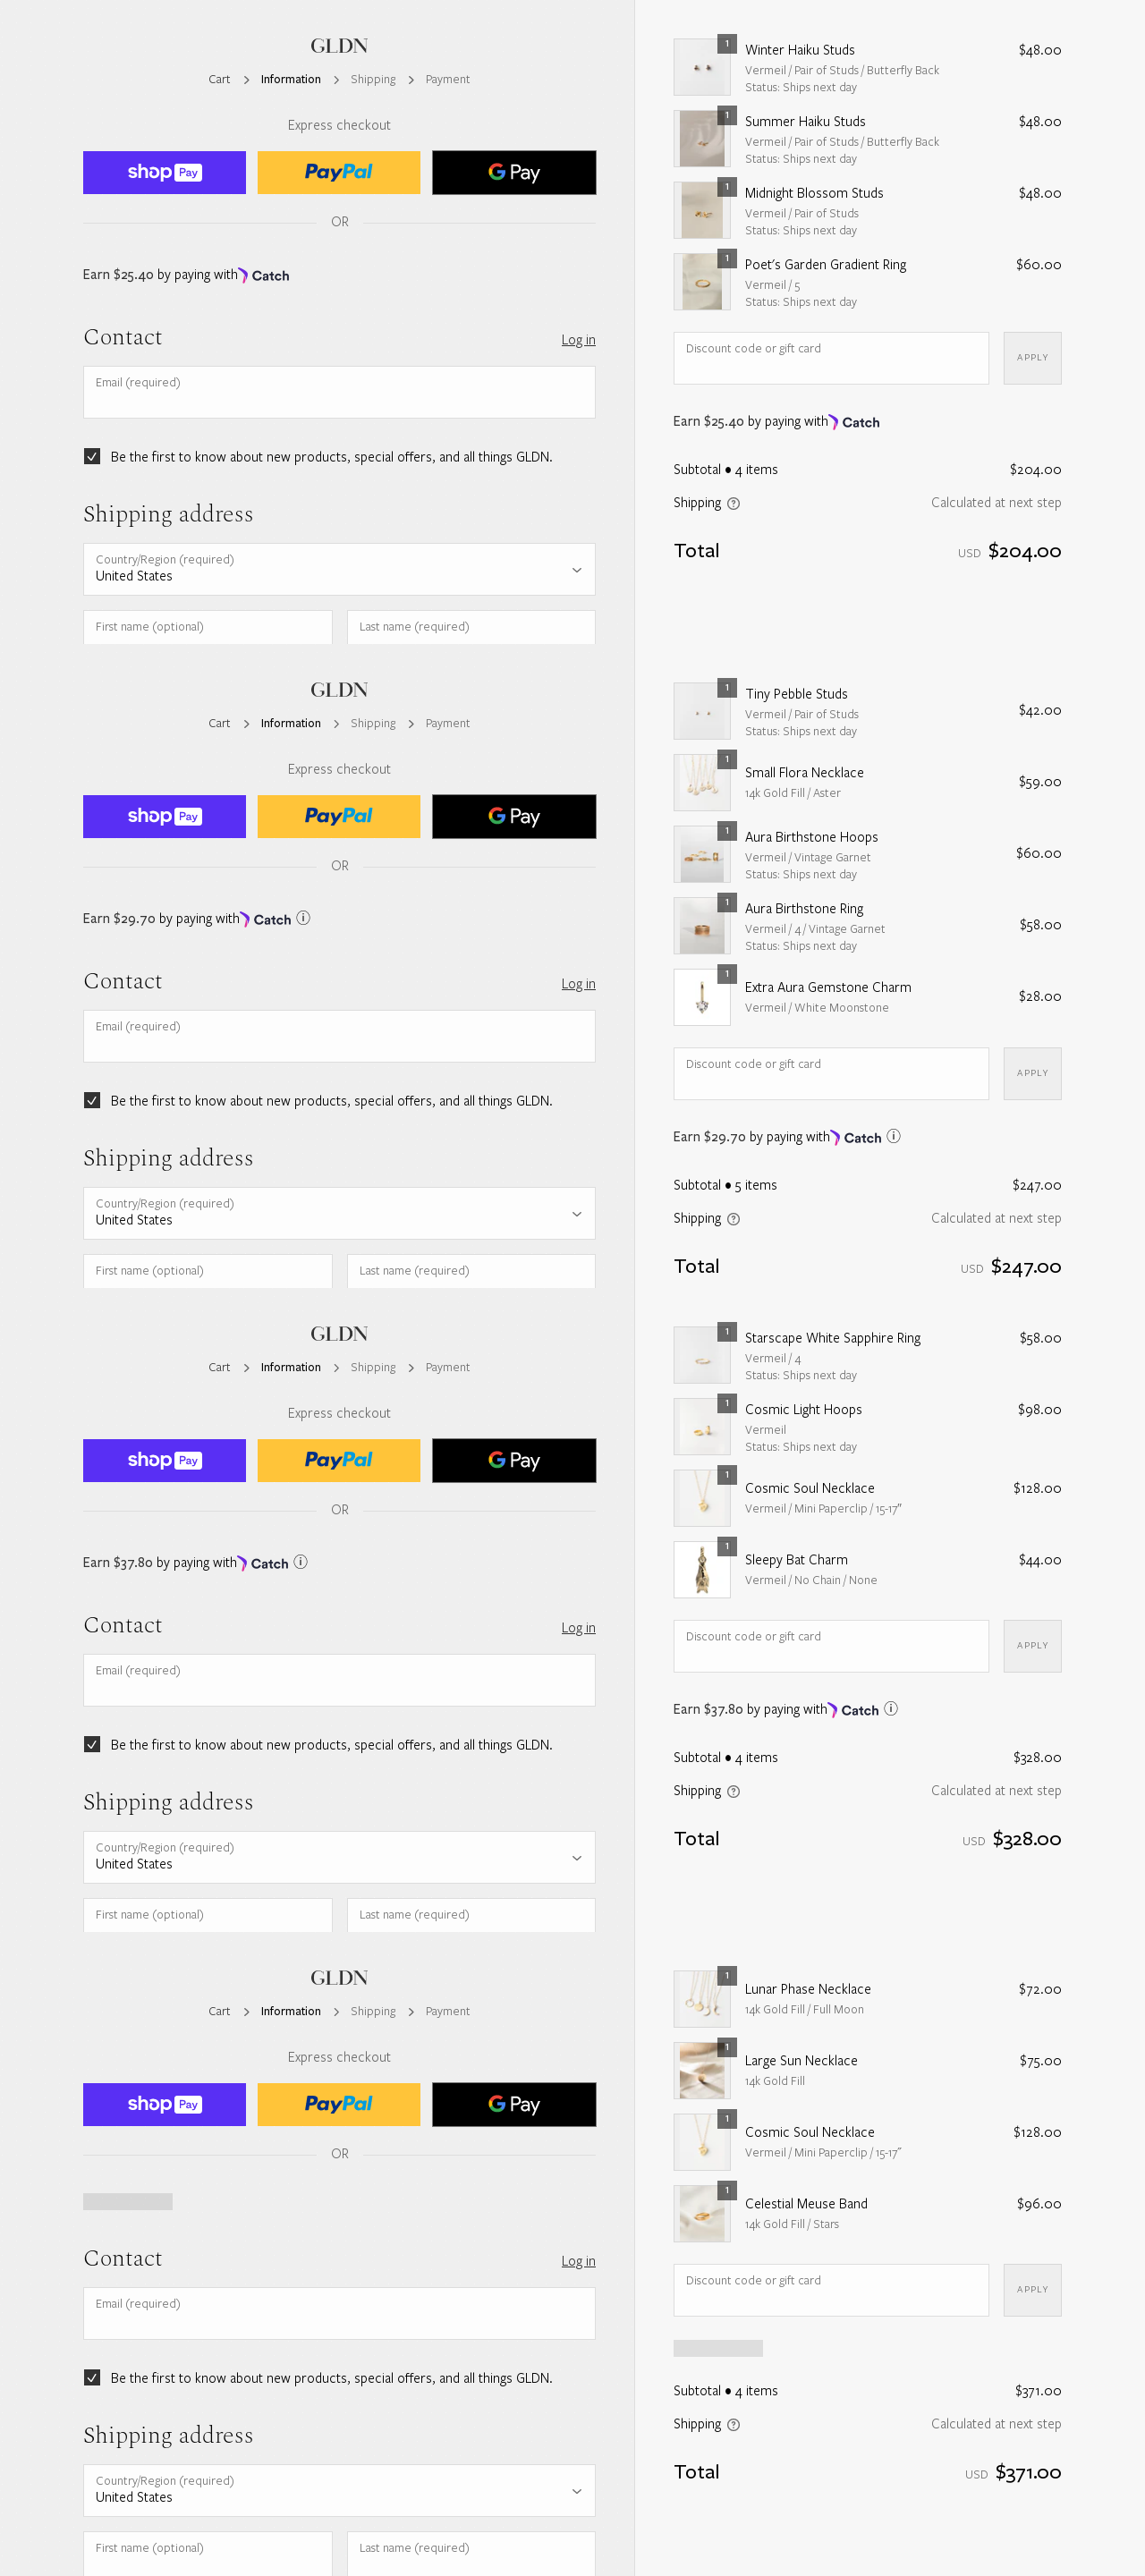 GLDN
Cart > Information > Shipping > Payment
Express checkout
shop Pay
PayPal
G Pay
OR
Earn $25.40 by paying with Catch
Contact
Log in
Email (required)
Be the first to know about new products, special offers, and all things GLDN.
Shipping address
Country/Region (required)
United States
First name (optional)
Last name (required)
1
Winter Haiku Studs
$48.00
Vermeil / Pair of Studs / Butterfly Back
Status: Ships next day
1
Summer Haiku Studs
$48.00
Vermeil / Pair of Studs / Butterfly Back
Status: Ships next day
1
Midnight Blossom Studs
$48.00
Vermeil / Pair of Studs
Status: Ships next day
1
Poet's Garden Gradient Ring
$60.00
Vermeil / 5
Status: Ships next day
Discount code or gift card
APPLY
Earn $25.40 by paying with Catch
Subtotal • 4 items
$204.00
Shipping
Calculated at next step
Total
USD $204.00
GLDN
Cart > Information > Shipping > Payment
Express checkout
shop Pay
PayPal
G Pay
OR
Earn $29.70 by paying with Catch
Contact
Log in
Email (required)
Be the first to know about new products, special offers, and all things GLDN.
Shipping address
Country/Region (required)
United States
First name (optional)
Last name (required)
1
Tiny Pebble Studs
$42.00
Vermeil / Pair of Studs
Status: Ships next day
1
Small Flora Necklace
$59.00
14k Gold Fill / Aster
1
Aura Birthstone Hoops
$60.00
Vermeil / Vintage Garnet
Status: Ships next day
1
Aura Birthstone Ring
$58.00
Vermeil / 4 / Vintage Garnet
Status: Ships next day
1
Extra Aura Gemstone Charm
$28.00
Vermeil / White Moonstone
Discount code or gift card
APPLY
Earn $29.70 by paying with Catch
Subtotal • 5 items
$247.00
Shipping
Calculated at next step
Total
USD $247.00
GLDN
Cart > Information > Shipping > Payment
Express checkout
shop Pay
PayPal
G Pay
OR
Earn $37.80 by paying with Catch
Contact
Log in
Email (required)
Be the first to know about new products, special offers, and all things GLDN.
Shipping address
Country/Region (required)
United States
First name (optional)
Last name (required)
1
Starscape White Sapphire Ring
$58.00
Vermeil / 4
Status: Ships next day
1
Cosmic Light Hoops
$98.00
Vermeil
Status: Ships next day
1
Cosmic Soul Necklace
$128.00
Vermeil / Mini Paperclip / 15-17"
1
Sleepy Bat Charm
$44.00
Vermeil / No Chain / None
Discount code or gift card
APPLY
Earn $37.80 by paying with Catch
Subtotal • 4 items
$328.00
Shipping
Calculated at next step
Total
USD $328.00
GLDN
Cart > Information > Shipping > Payment
Express checkout
shop Pay
PayPal
G Pay
OR
Contact
Log in
Email (required)
Be the first to know about new products, special offers, and all things GLDN.
Shipping address
Country/Region (required)
United States
First name (optional)
Last name (required)
1
Lunar Phase Necklace
$72.00
14k Gold Fill / Full Moon
1
Large Sun Necklace
$75.00
14k Gold Fill
1
Cosmic Soul Necklace
$128.00
Vermeil / Mini Paperclip / 15-17"
1
Celestial Meuse Band
$96.00
14k Gold Fill / Stars
Discount code or gift card
APPLY
Subtotal • 4 items
$371.00
Shipping
Calculated at next step
Total
USD $371.00